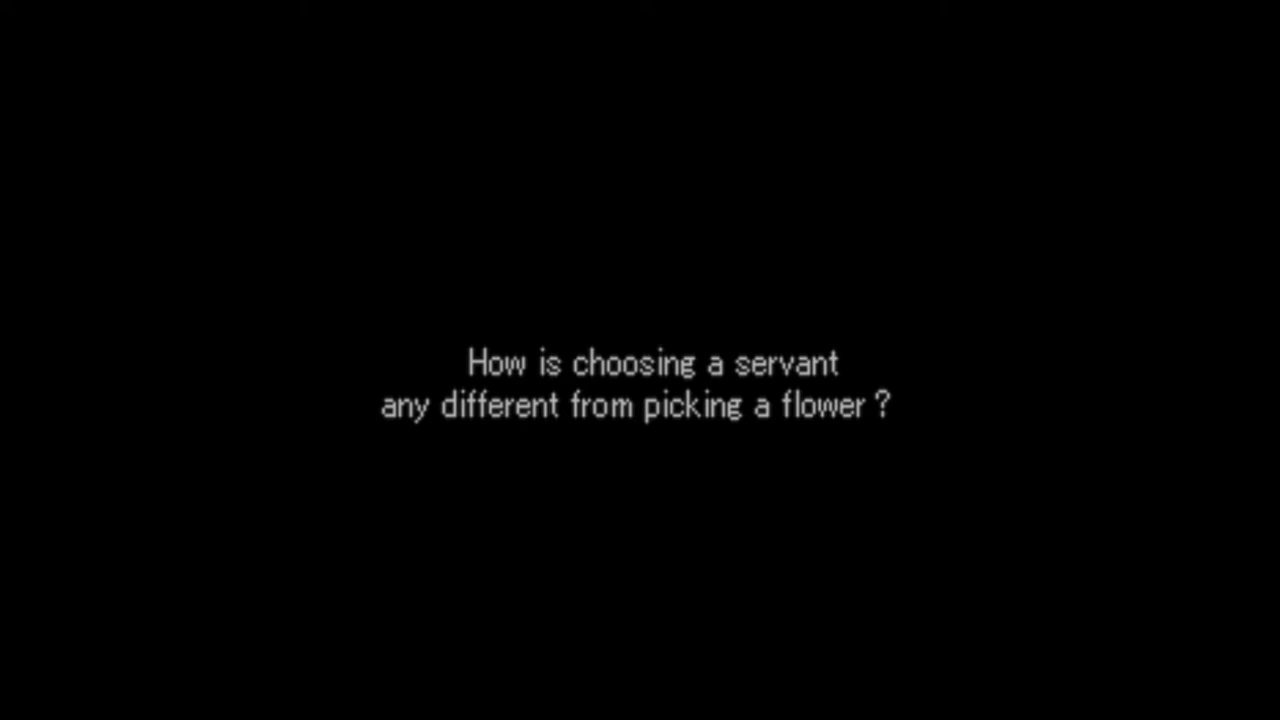 How is choosing a servant
any different from picking a flower?